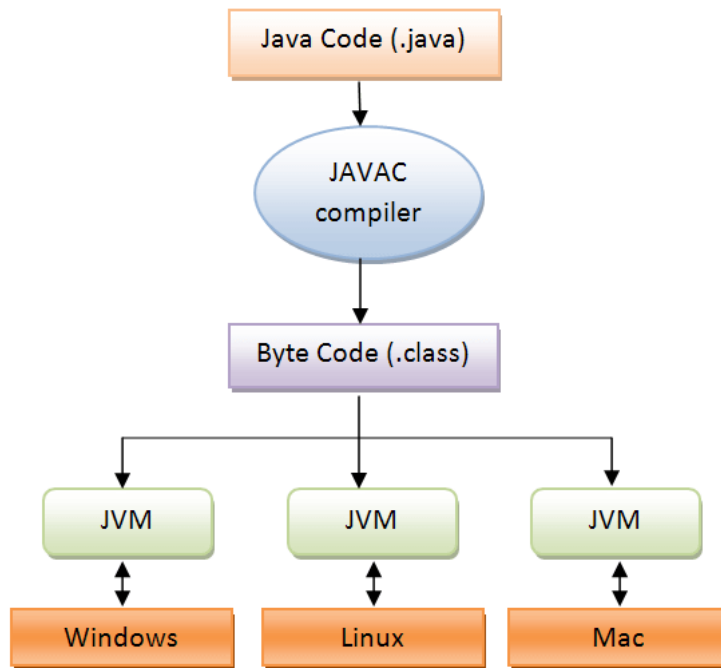 Java Code (.java)
JAVAC
compiler
Byte Code (.class)
JVM
JVM
JVM
Windows
Linux
Mac